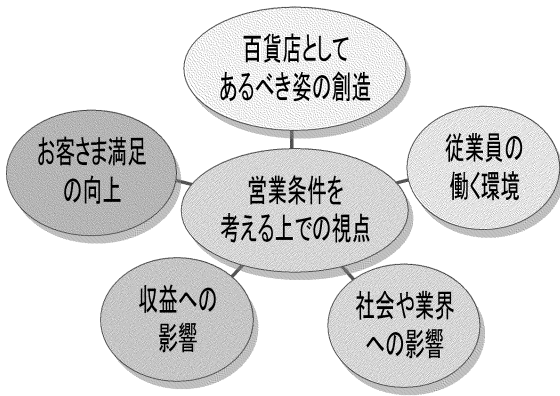 百貨店として
あるべき姿の創造
お客さま満足
の向上
従業員の
働く環境
営業条件を
考える上での視点
収益への
影響
社会や業界
への影響